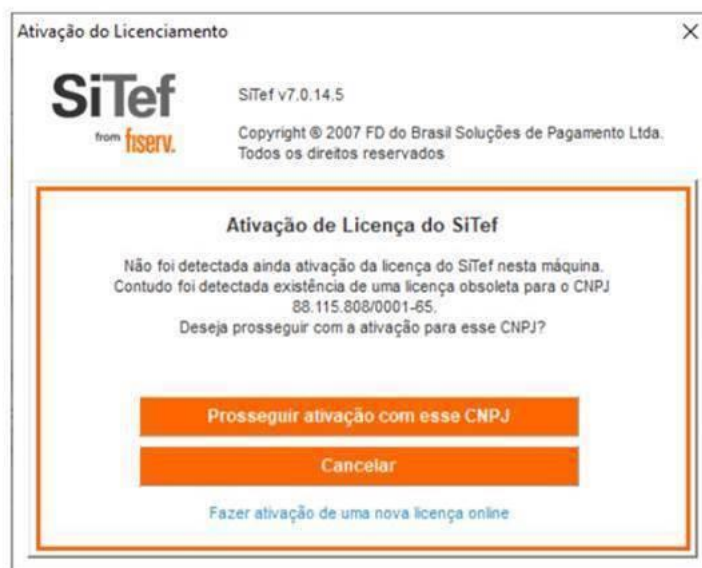 Ativação do Licenciamento
SiTef
from fiserv.
SiTef v7.0.14.5
Copyright © 2007 FD do Brasil Soluções de Pagamento Ltda.
Todos os direitos reservados
Ativação de Licença do SiTef
Não foi detectada ainda ativação da licença do SiTef nesta máquina.
Contudo foi detectada existência de uma licença obsoleta para o CNPJ
88.115.808/0001-65.
Deseja prosseguir com a ativação para esse CNPJ?
Prosseguir ativação com esse CNPJ
Cancelar
Fazer ativação de uma nova licença online